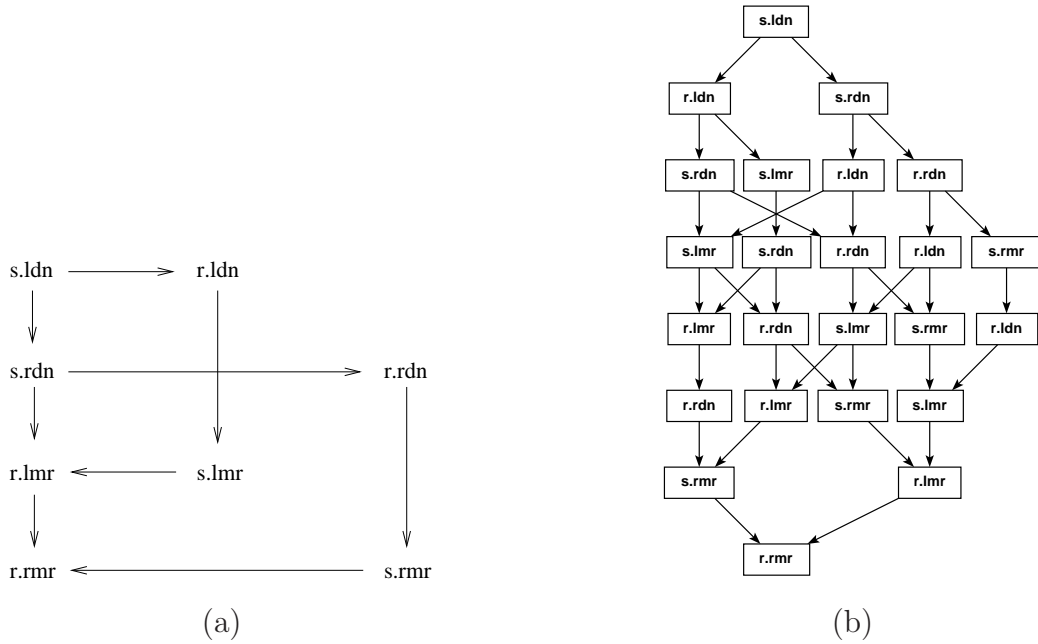 s.ldn r.ldn
s.rdn r.rdn
r.lmr s.lmr
r.rmr s.rmr
(a)
s.ldn
r.ldn s.rdn
s.rdn s.lmr r.ldn r.rdn
s.lmr s.rdn r.rdn r.ldn s.rmr
r.lmr r.rdn s.lmr s.rmr r.ldn
r.rdn r.lmr s.rmr s.lmr
s.rmr r.lmr
r.rmr
(b)